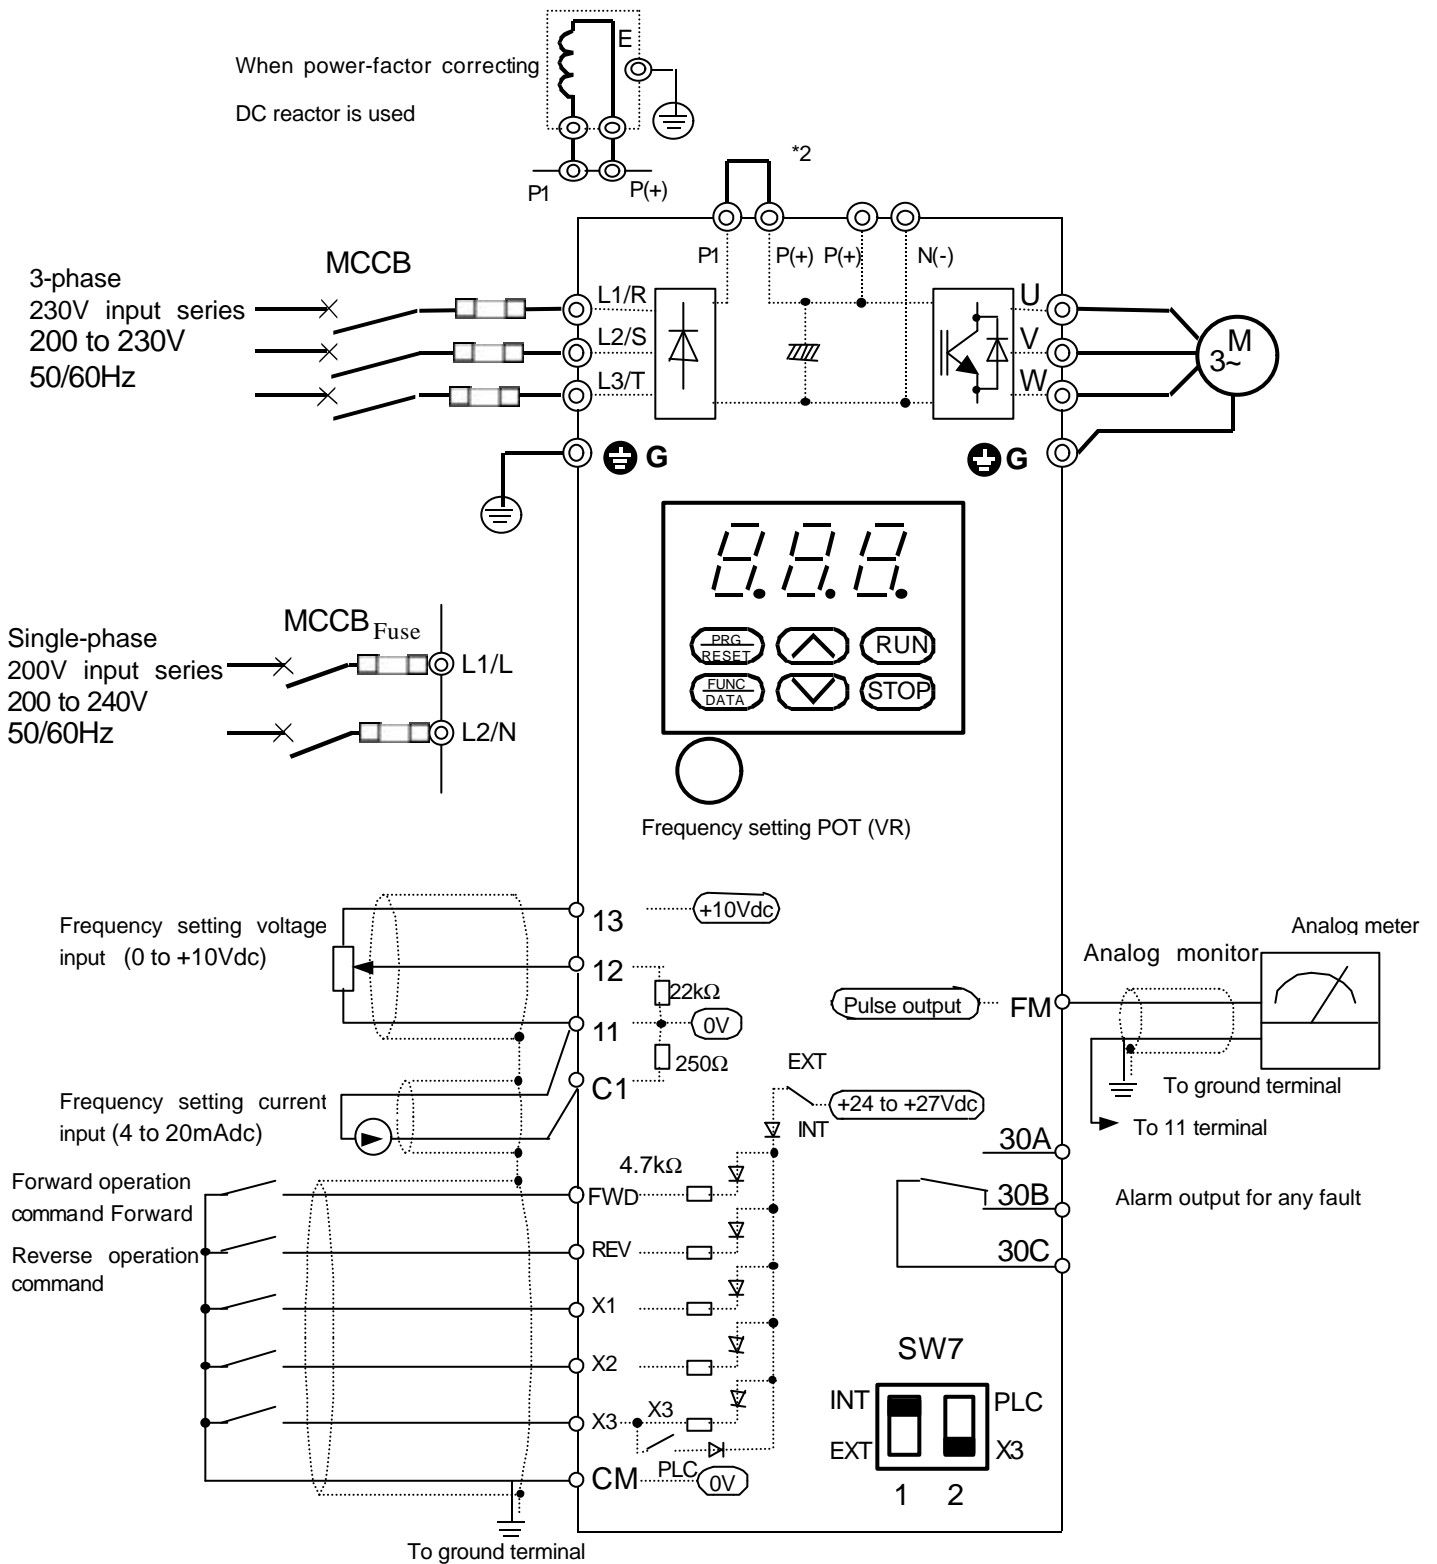 E
When power-factor correcting
DC reactor is used
P1
P(+)
*2
P1
P(+)
P(+)
N(-)
MCCB
3-phase
230V input series
200 to 230V
50/60Hz
L1/R
L2/S
L3/T
U
V
W
M
3~
G
G
PRG
RESET
RUN
FUNC
DATA
STOP
Frequency setting POT (VR)
MCCB
Fuse
Single-phase
200V input series
200 to 240V
50/60Hz
L1/L
L2/N
Frequency setting voltage
input (0 to +10Vdc)
13
+10Vdc
12
22kΩ
11
0V
250Ω
C1
Frequency setting current
input (4 to 20mAdc)
Analog meter
Analog monitor
Pulse output
FM
To ground terminal
To 11 terminal
EXT
+24 to +27Vdc
INT
30A
30B
30C
Alarm output for any fault
Forward operation
command Forward
Reverse operation
command
4.7kΩ
FWD
REV
X1
X2
X3
X3
PLC
CM
0V
To ground terminal
SW7
INT
PLC
EXT
X3
1 2